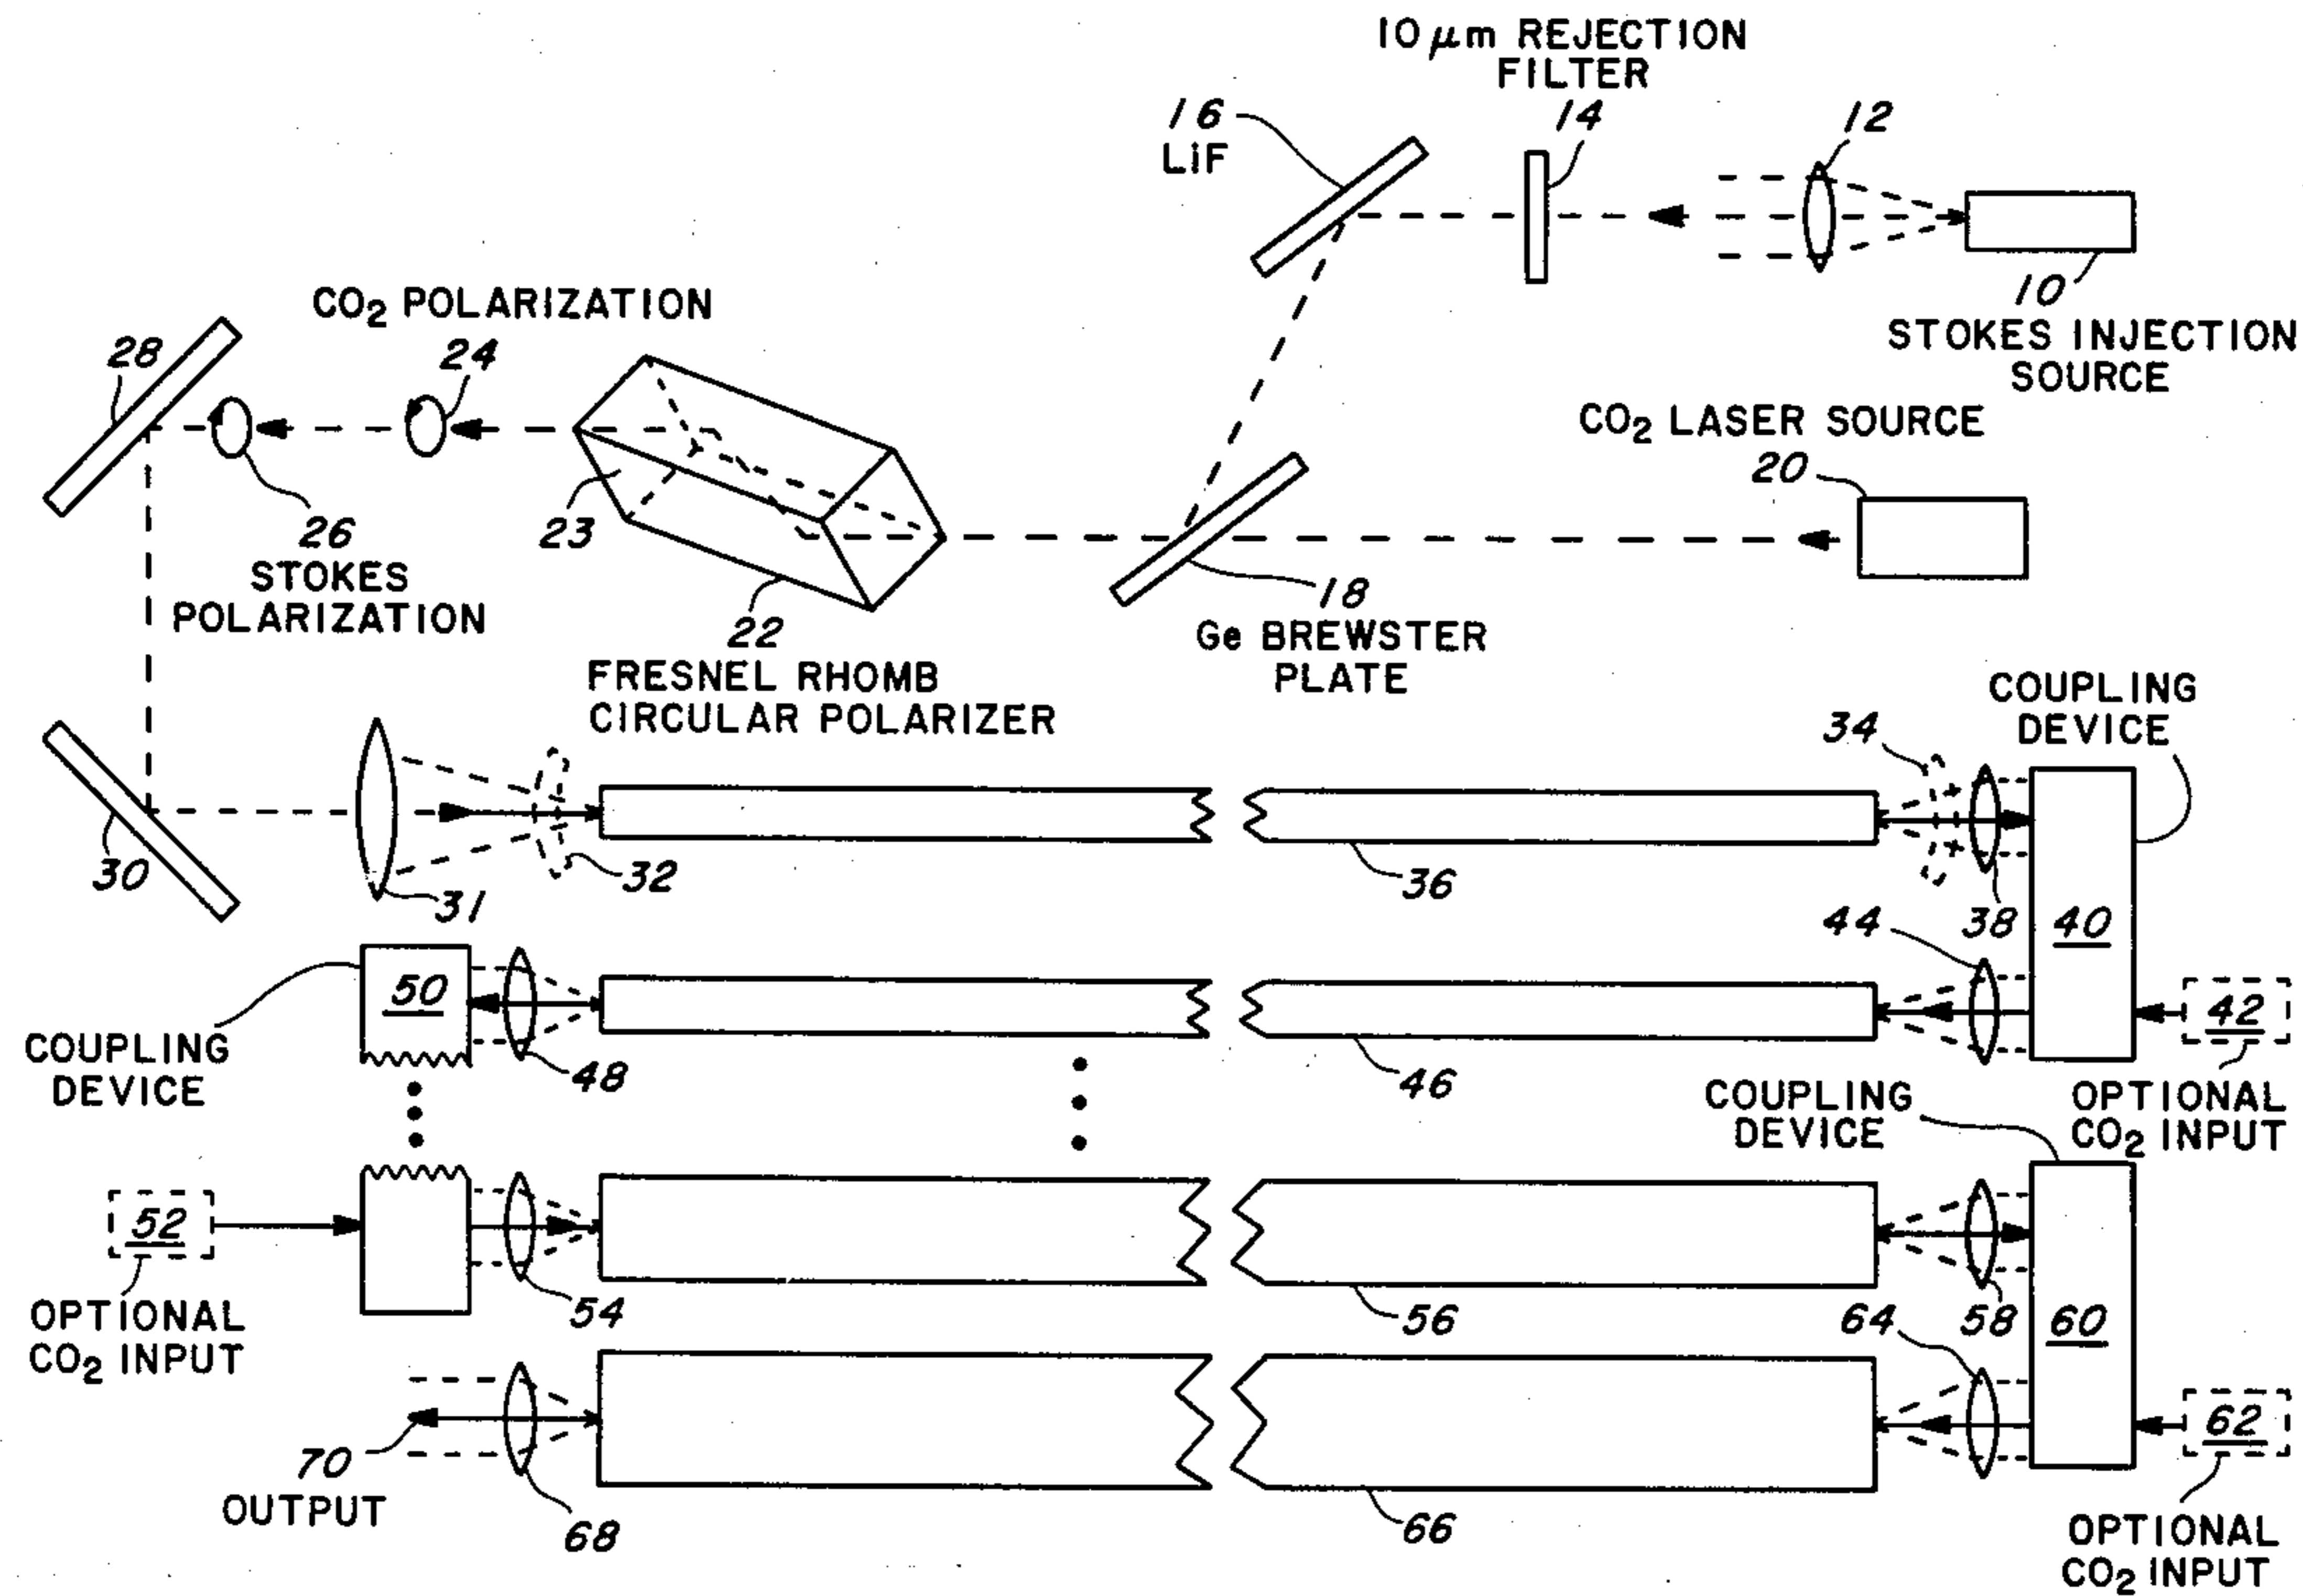 10 μm REJECTION
FILTER
16
LiF
14
12
10
STOKES INJECTION
SOURCE
CO2 POLARIZATION
28
24
26
STOKES
POLARIZATION
23
22
FRESNEL RHOMB
CIRCULAR POLARIZER
CO2 LASER SOURCE
20
18
Ge BREWSTER
PLATE
COUPLING
DEVICE
30
31
32
36
34
38
40
44
42
OPTIONAL
CO2 INPUT
50
COUPLING
DEVICE
48
46
COUPLING
DEVICE
52
OPTIONAL
CO2 INPUT
54
56
58
60
64
62
OPTIONAL
CO2 INPUT
70
OUTPUT
68
66